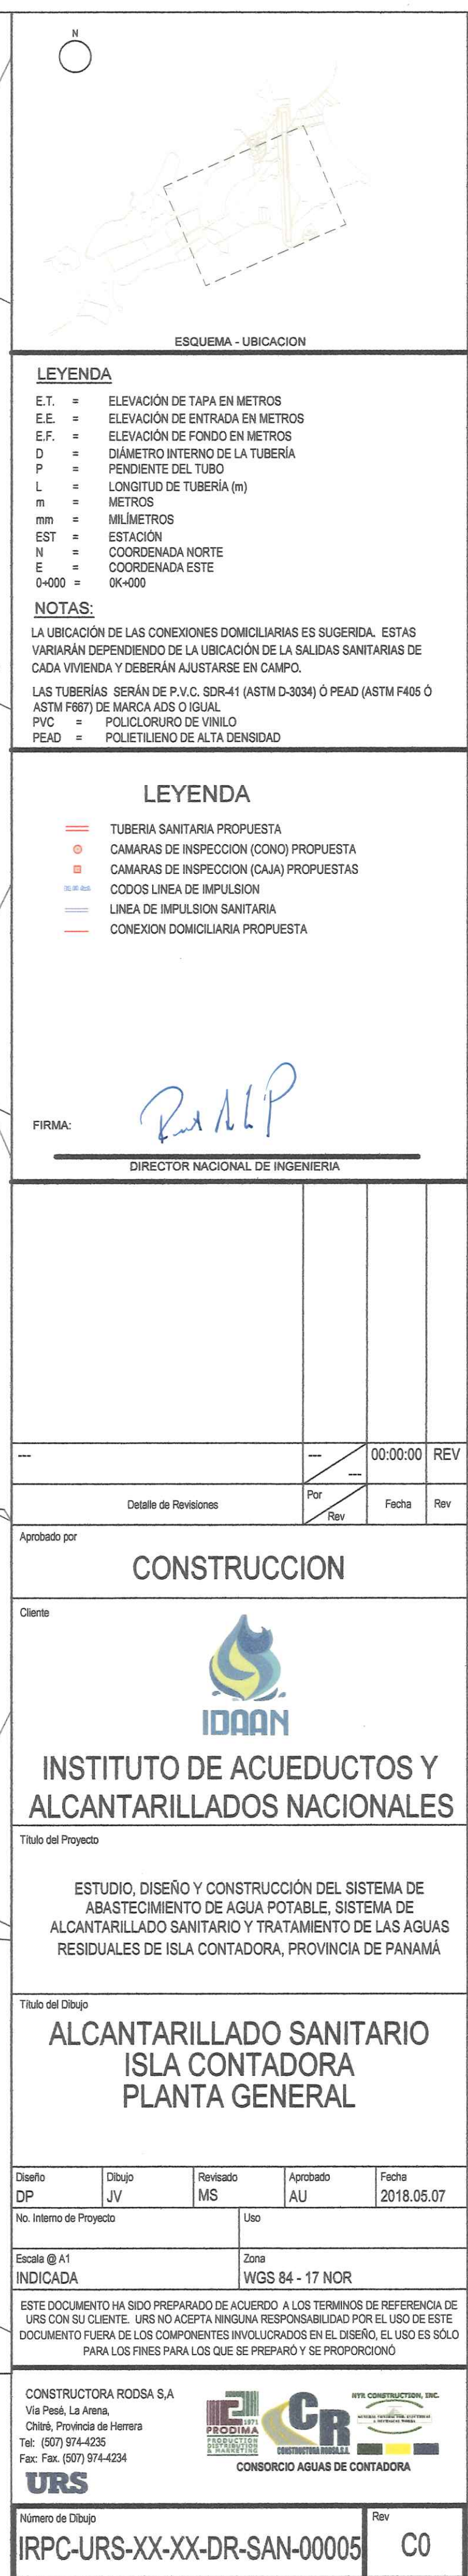 N
ESQUEMA - UBICACION
LEYENDA
E.T. = ELEVACIÓN DE TAPA EN METROS
E.E. = ELEVACIÓN DE ENTRADA EN METROS
E.F. = ELEVACIÓN DE FONDO EN METROS
D = DIÁMETRO INTERNO DE LA TUBERÍA
P = PENDIENTE DEL TUBO
L = LONGITUD DE TUBERÍA (m)
m = METROS
mm = MILÍMETROS
EST = ESTACIÓN
N = COORDENADA NORTE
E = COORDENADA ESTE
0+000 = 0K+000
NOTAS:
LA UBICACIÓN DE LAS CONEXIONES DOMICILIARIAS ES SUGERIDA. ESTAS
VARIARÁN DEPENDIENDO DE LA UBICACIÓN DE LA SALIDAS SANITARIAS DE
CADA VIVIENDA Y DEBERÁN AJUSTARSE EN CAMPO.
LAS TUBERÍAS SERÁN DE P.V.C. SDR-41 (ASTM D-3034) Ó PEAD (ASTM F405 Ó
ASTM F667) DE MARCA ADS O IGUAL
PVC = POLICLORURO DE VINILO
PEAD = POLIETILIENO DE ALTA DENSIDAD
LEYENDA
TUBERIA SANITARIA PROPUESTA
CAMARAS DE INSPECCION (CONO) PROPUESTA
CAMARAS DE INSPECCION (CAJA) PROPUESTAS
CODOS LINEA DE IMPULSION
LINEA DE IMPULSION SANITARIA
CONEXION DOMICILIARIA PROPUESTA
FIRMA:
DIRECTOR NACIONAL DE INGENIERIA
--- --- --- 00:00:00 REV
Detalle de Revisiones Por Rev Fecha Rev
Aprobado por
CONSTRUCCION
Cliente
IDAAN
INSTITUTO DE ACUEDUCTOS Y
ALCANTARILLADOS NACIONALES
Título del Proyecto
ESTUDIO, DISEÑO Y CONSTRUCCIÓN DEL SISTEMA DE
ABASTECIMIENTO DE AGUA POTABLE, SISTEMA DE
ALCANTARILLADO SANITARIO Y TRATAMIENTO DE LAS AGUAS
RESIDUALES DE ISLA CONTADORA, PROVINCIA DE PANAMÁ
Título del Dibujo
ALCANTARILLADO SANITARIO
ISLA CONTADORA
PLANTA GENERAL
Diseño Dibujo Revisado Aprobado Fecha
DP JV MS AU 2018.05.07
No. Interno de Proyecto Uso
Escala @ A1 Zona
INDICADA WGS 84 - 17 NOR
ESTE DOCUMENTO HA SIDO PREPARADO DE ACUERDO A LOS TERMINOS DE REFERENCIA DE
URS CON SU CLIENTE. URS NO ACEPTA NINGUNA RESPONSABILIDAD POR EL USO DE ESTE
DOCUMENTO FUERA DE LOS COMPONENTES INVOLUCRADOS EN EL DISEÑO, EL USO ES SÓLO
PARA LOS FINES PARA LOS QUE SE PREPARÓ Y SE PROPORCIONÓ
CONSTRUCTORA RODSA S,A
Via Pesé, La Arena,
Chitré, Provincia de Herrera
Tel: (507) 974-4235
Fax: Fax. (507) 974-4234
URS
1971
PRODIMA
PRODUCTION
DISTRIBUTION
& MARKETING
CR
CONSTRUCTORA RODSA, S.A.
NYR CONSTRUCTION, INC.
CONSORCIO AGUAS DE CONTADORA
Número de Dibujo Rev
IRPC-URS-XX-XX-DR-SAN-00005 C0